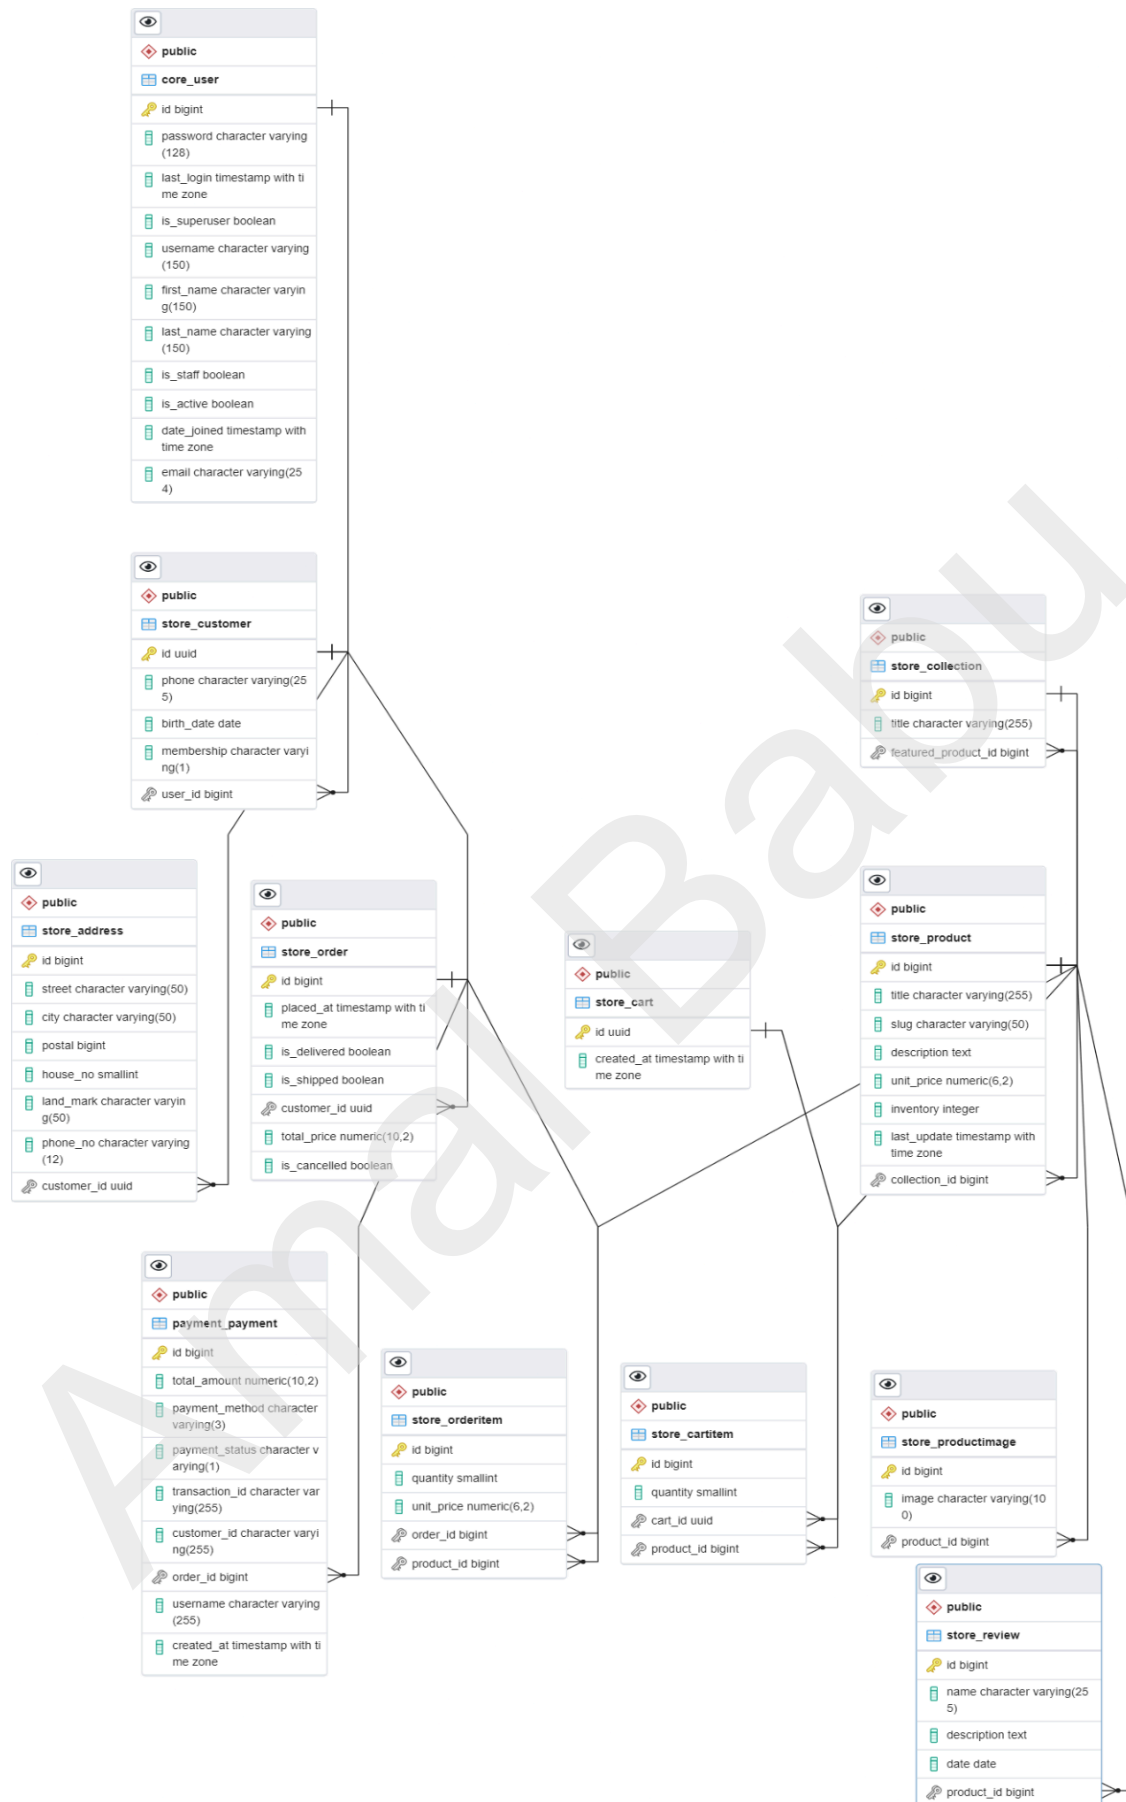 public
core_user
id bigint
password character varying
(128)
last_login timestamp with ti
me zone
is_superuser boolean
username character varying
(150)
first_name character varyin
g(150)
last_name character varying
(150)
is_staff boolean
is_active boolean
date_joined timestamp with
time zone
email character varying(25
4)
public
store_customer
id uuid
phone character varying(25
5)
birth_date date
membership character varyi
ng(1)
user_id bigint
public
store_collection
id bigint
title character varying(255)
featured_product_id bigint
public
store_address
id bigint
street character varying(50)
city character varying(50)
postal bigint
house_no smallint
land_mark character varyin
g(50)
phone_no character varying
(12)
customer_id uuid
public
store_order
id bigint
placed_at timestamp with ti
me zone
is_delivered boolean
is_shipped boolean
customer_id uuid
total_price numeric(10,2)
is_cancelled boolean
public
store_cart
id uuid
created_at timestamp with ti
me zone
public
store_product
id bigint
title character varying(255)
slug character varying(50)
description text
unit_price numeric(6,2)
inventory integer
last_update timestamp with
time zone
collection_id bigint
public
payment_payment
id bigint
total_amount numeric(10,2)
payment_method character
varying(3)
payment_status character v
arying(1)
transaction_id character var
ying(255)
customer_id character varyi
ng(255)
order_id bigint
username character varying
(255)
created_at timestamp with ti
me zone
public
store_orderitem
id bigint
quantity smallint
unit_price numeric(6,2)
order_id bigint
product_id bigint
public
store_cartitem
id bigint
quantity smallint
cart_id uuid
product_id bigint
public
store_productimage
id bigint
image character varying(10
0)
product_id bigint
public
store_review
id bigint
name character varying(25
5)
description text
date date
product_id bigint
Amal Babu